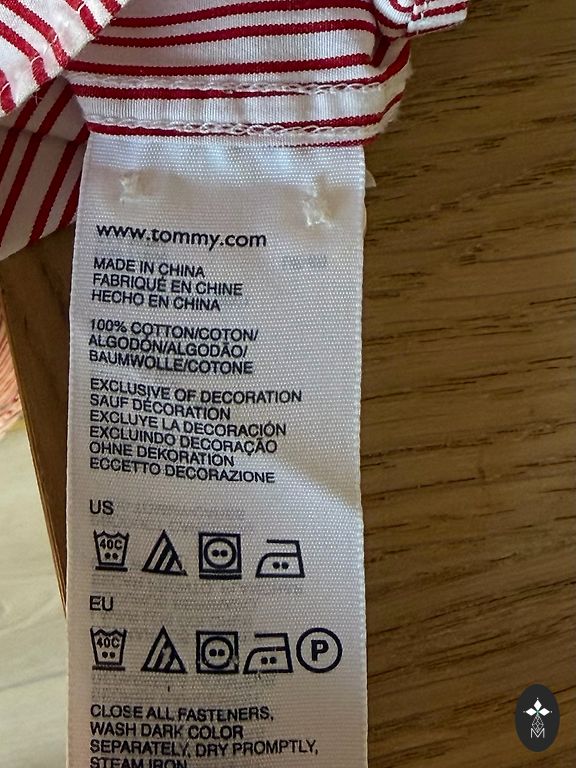 www.tommy.com
MADE IN CHINA
FABRIQUÉ EN CHINE
HECHO EN CHINA
100% COTTON/COTON/
ALGODÓN/ALGODÃO/
BAUMWOLLE/COTONE
EXCLUSIVE OF DECORATION
SAUF DÉCORATION
EXCLUYE LA DECORACIÓN
EXCLUINDO DECORAÇÃO
OHNE DEKORATION
ECCETTO DECORAZIONE
US
40C
EU
40C
P
CLOSE ALL FASTENERS,
WASH DARK COLOR
SEPARATELY, DRY PROMPTLY,
STEAM IRON
M